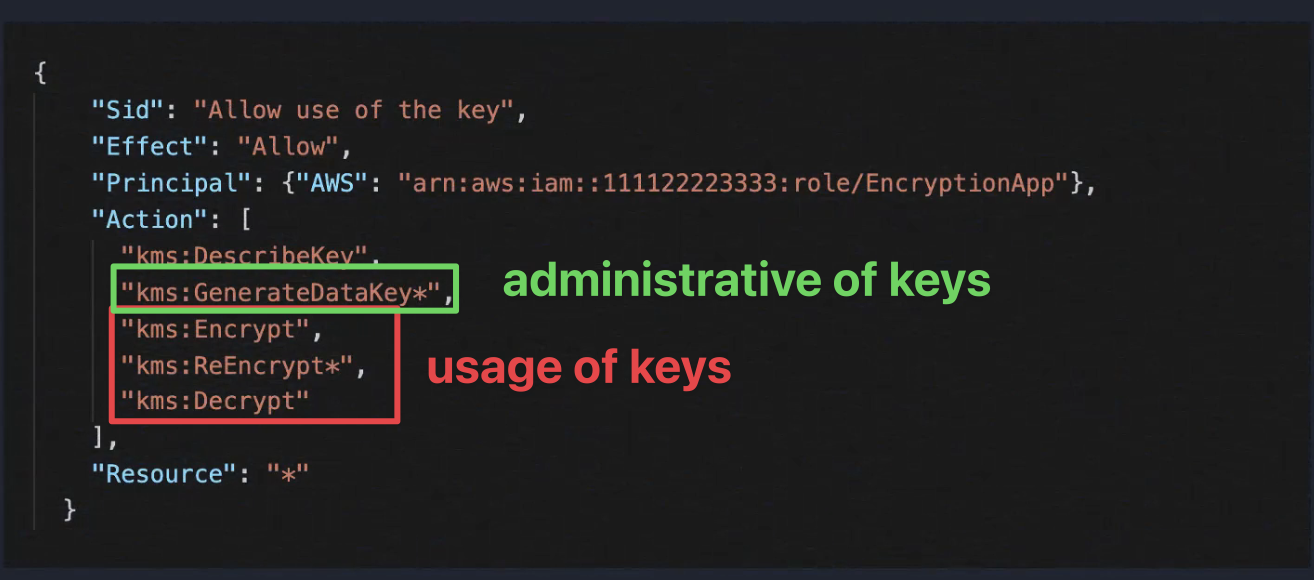 {
"Sid": "Allow use of the key",
"Effect": "Allow",
"Principal": {"AWS": "arn:aws:iam::111122223333:role/EncryptionApp"},
"Action": [
"kms:DescribeKey",
"kms:GenerateDataKey*",
administrative of keys
"kms:Encrypt",
"kms:ReEncrypt*",
usage of keys
"kms:Decrypt"
],
"Resource": "*"
}